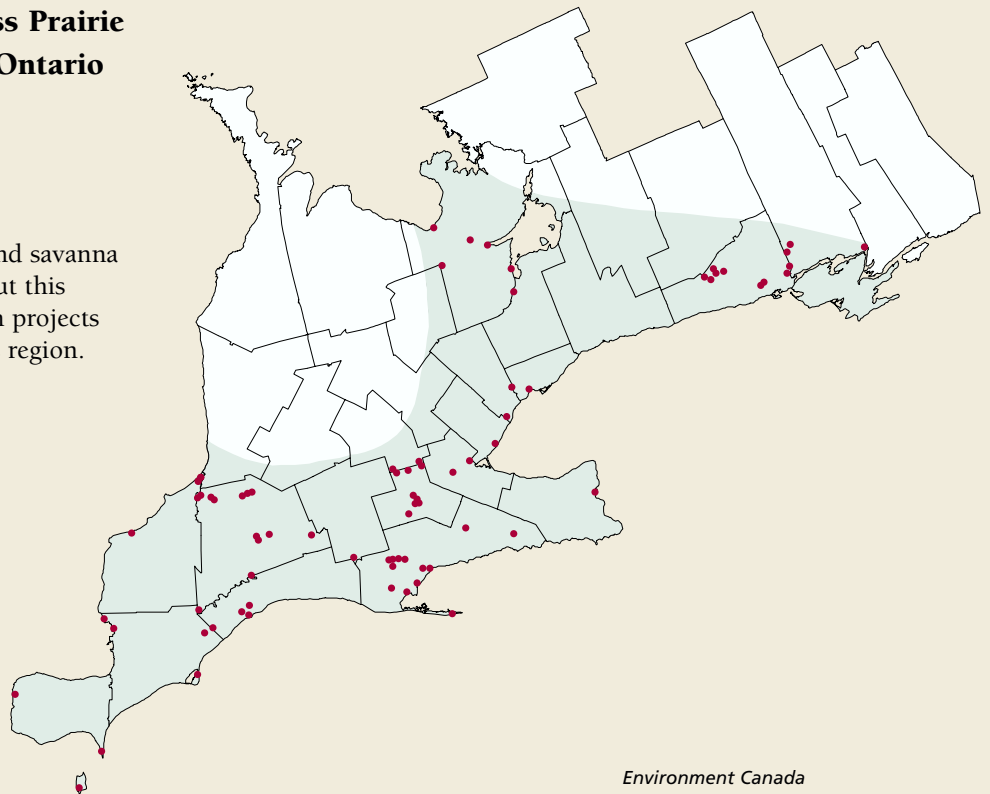 ss Prairie
Ontario
nd savanna
ut this
n projects
region.
Environment Canada